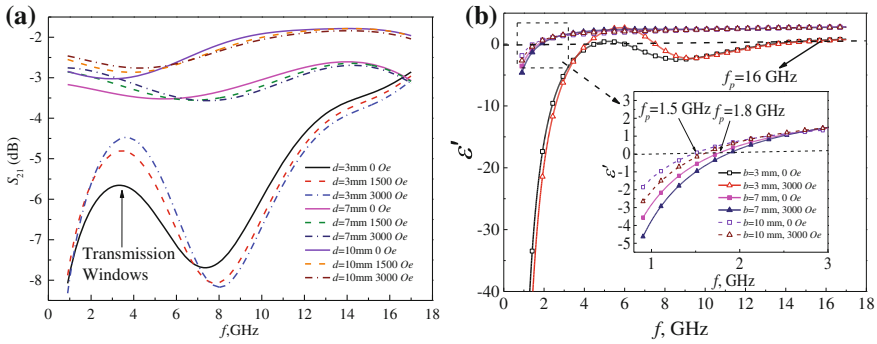 (a)
-2
-3
-4
-5
-6
-7
-8
S21 (dB)
0 2 4 6 8 10 12 14 16 18
f,GHz
Transmission
Windows
d=3mm 0 Oe
d=3mm 1500 Oe
d=3mm 3000 Oe
d=7mm 0 Oe
d=7mm 1500 Oe
d=7mm 3000 Oe
d=10mm 0 Oe
d=10mm 1500 Oe
d=10mm 3000 Oe
(b)
0
-10
-20
-30
-40
ε'
0 2 4 6 8 10 12 14 16 18
f, GHz
fp=16 GHz
fp=1.5 GHz
fp=1.8 GHz
4
3
2
1
0
-1
-2
-3
-4
-5
ε'
1 2 3
f, GHz
b=3 mm, 0 Oe
b=3 mm, 3000 Oe
b=7 mm, 0 Oe
b=7 mm, 3000 Oe
b=10 mm, 0 Oe
b=10 mm, 3000 Oe